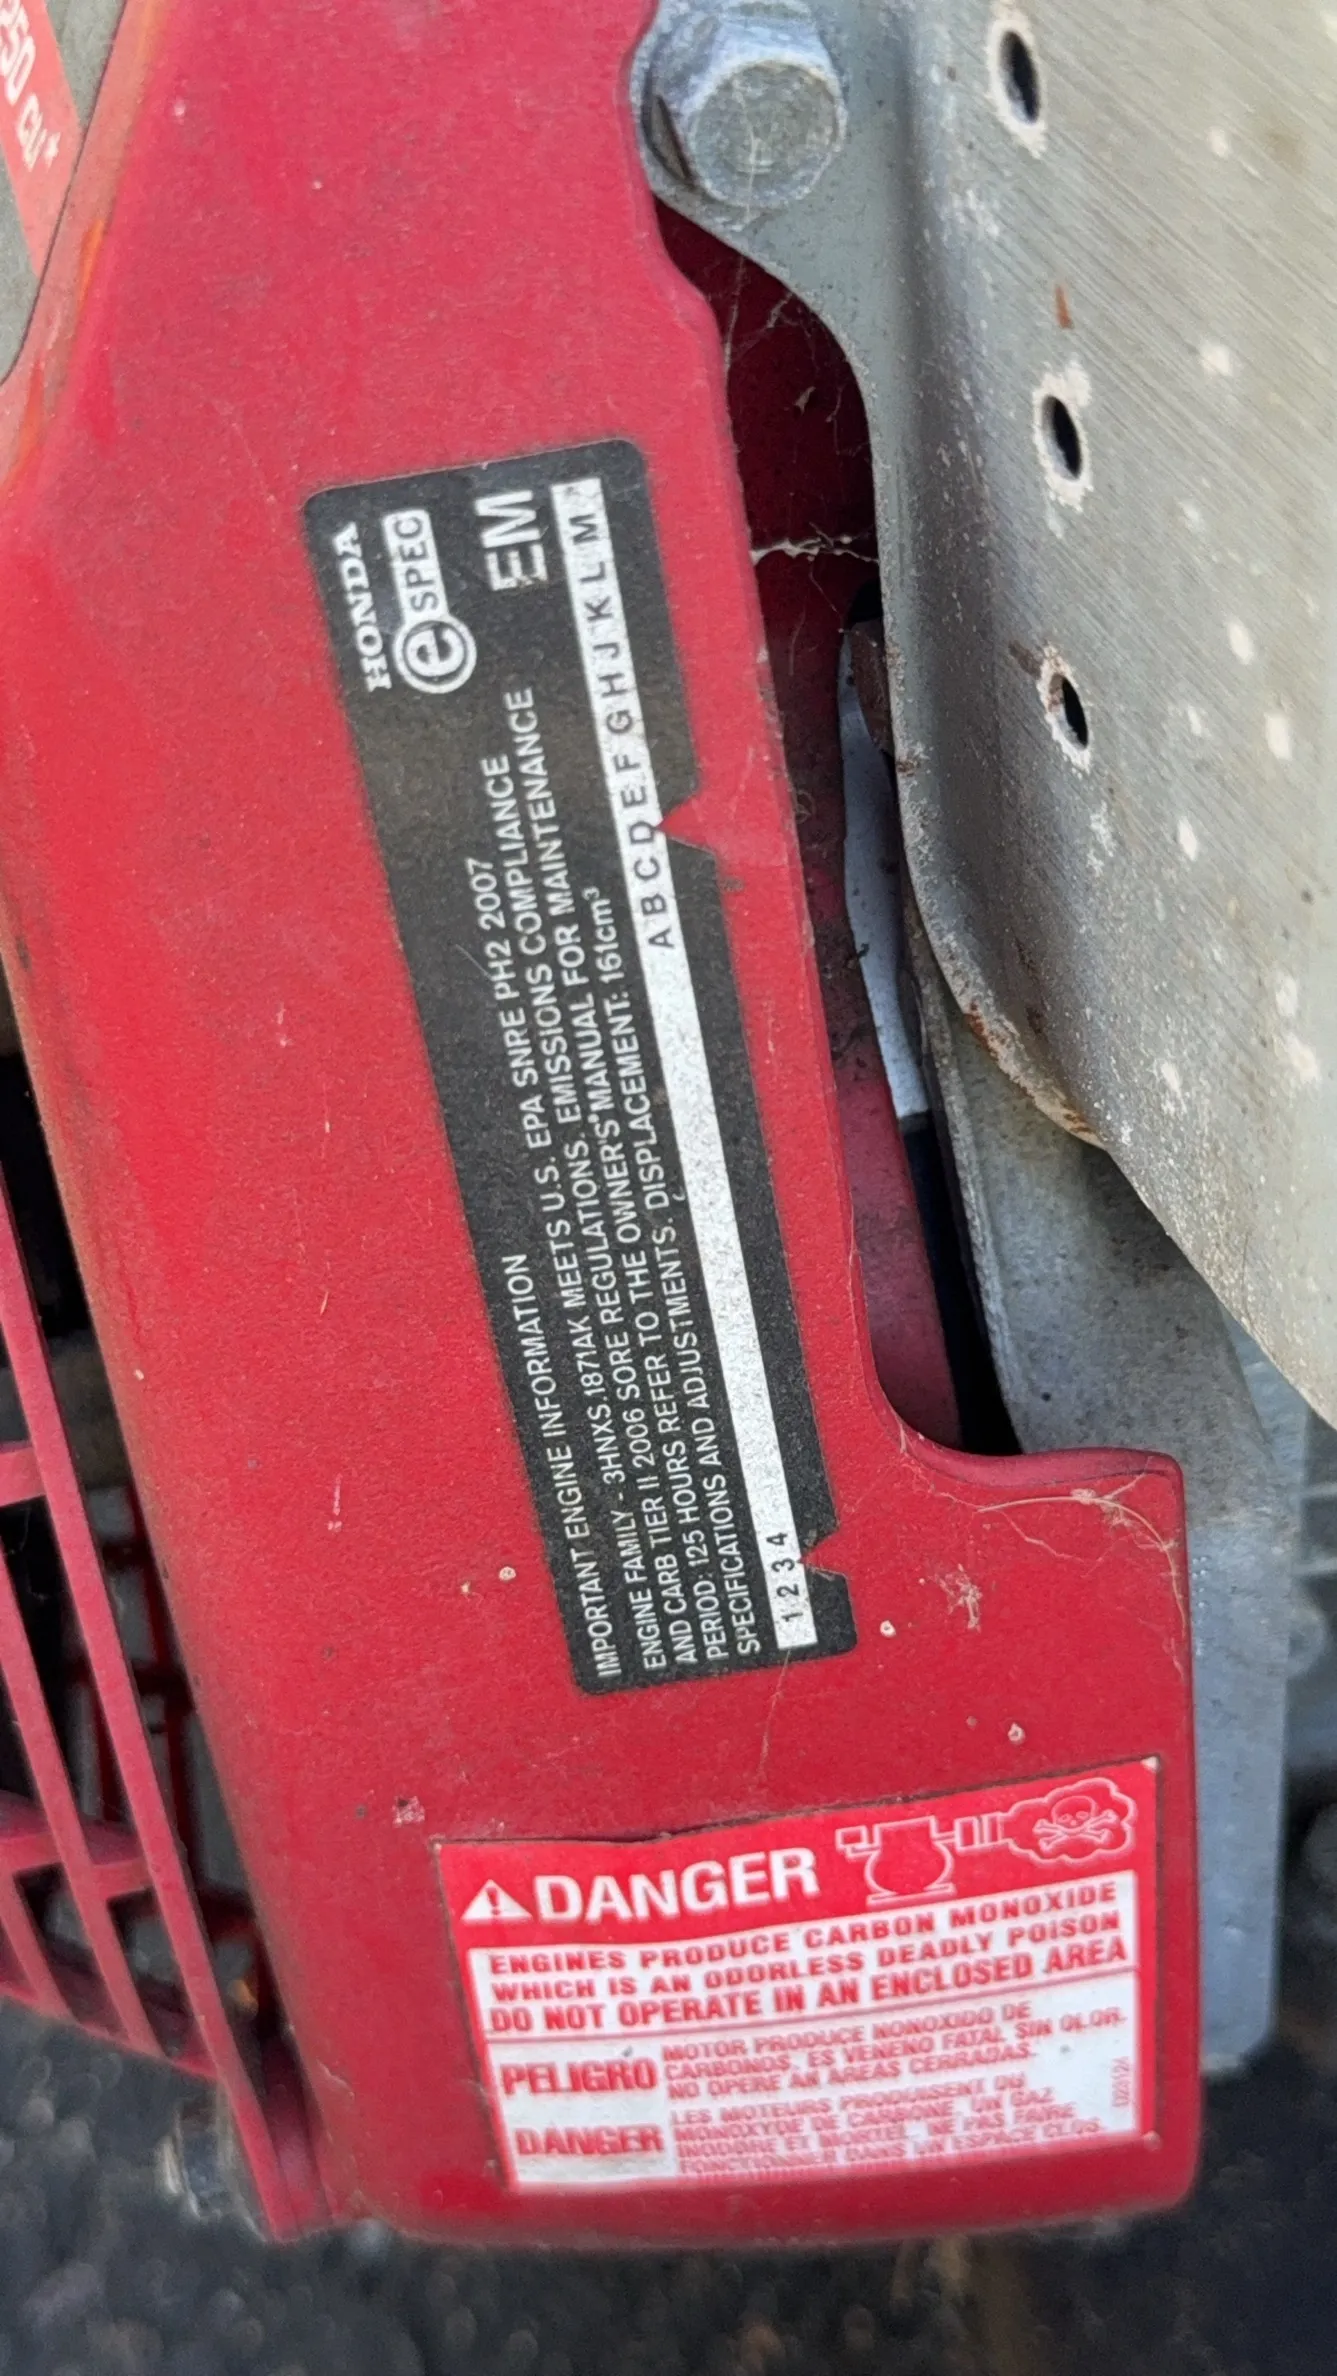 250 cu*
HONDA
e SPEC
EM
IMPORTANT ENGINE INFORMATION
ENGINE FAMILY - 3HNXS.1871AK MEETS U.S. EPA SNRE PH2 2007
AND CARB TIER II 2006 SORE REGULATIONS. EMISSIONS COMPLIANCE
PERIOD: 125 HOURS REFER TO THE OWNER'S MANUAL FOR MAINTENANCE
SPECIFICATIONS AND ADJUSTMENTS. DISPLACEMENT: 161cm³
1 2 3 4 A B C D E F G H J K L M
DANGER
ENGINES PRODUCE CARBON MONOXIDE
WHICH IS AN ODORLESS DEADLY POISON
DO NOT OPERATE IN AN ENCLOSED AREA
PELIGRO
MOTOR PRODUCE MONOXIDO DE
CARBONOS, ES VENENO FATAL SIN OLOR.
NO OPERE AN AREAS CERRADAS.
DANGER
LES MOTEURS PRODUISENT DU
MONOXYDE DE CARBONE, UN GAZ
INODORE ET MORTEL. NE PAS FAIRE
FONCTIONNER DANS UN ESPACE CLOS.